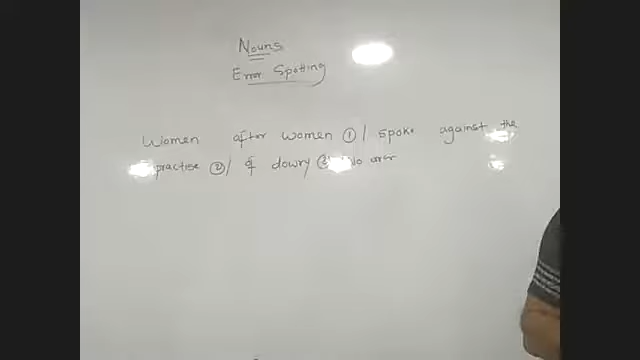 Nouns
Error Spotting
Women after women ① / spoke against the
practise ② / of dowry ③